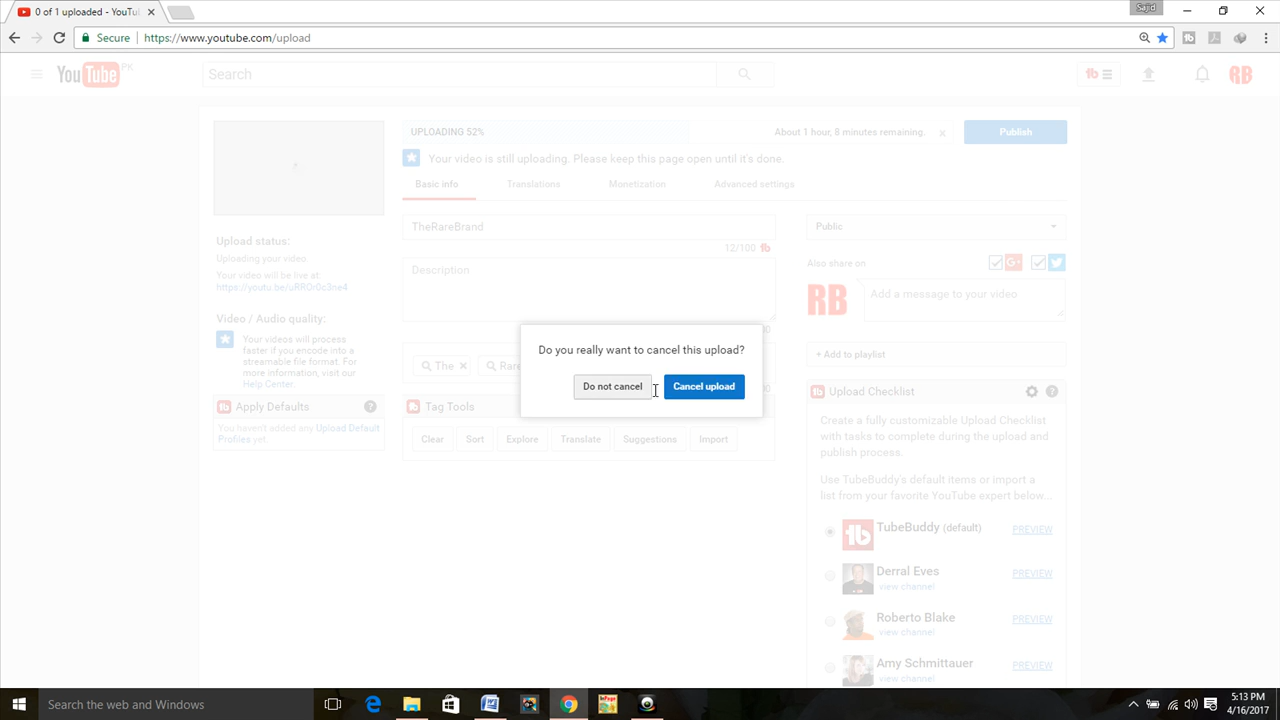 0 of 1 uploaded - YouTu
Sajid
Secure
https://www.youtube.com/upload
YouTube PK
Search
RB
UPLOADING 52%
About 1 hour, 8 minutes remaining.
Publish
Your video is still uploading. Please keep this page open until it's done.
Basic info
Translations
Monetization
Advanced settings
TheRareBrand
Public
12/100
Upload status:
Uploading your video
Your video will be live at:
Also share on
Description
RB
Add a message to your video
Video / Audio quality:
Your videos will process
faster if you encode into a
streamable file format. For
more information, visit our
Help Center.
Do you really want to cancel this upload?
Do not cancel
Cancel upload
+ Add to playlist
The
Rare
Apply Defaults
You haven't added any Upload Default
Profiles yet.
Tag Tools
Clear
Sort
Explore
Translate
Suggestions
Import
Upload Checklist
Create a fully customizable Upload Checklist
with tasks to complete during the upload and
publish process.
Use TubeBuddy's default items or import a
list from your favorite YouTube expert below...
TubeBuddy (default)
PREVIEW
Derral Eves
view channel
PREVIEW
Roberto Blake
view channel
PREVIEW
Amy Schmittauer
view channel
PREVIEW
Search the web and Windows
5:13 PM
4/16/2017